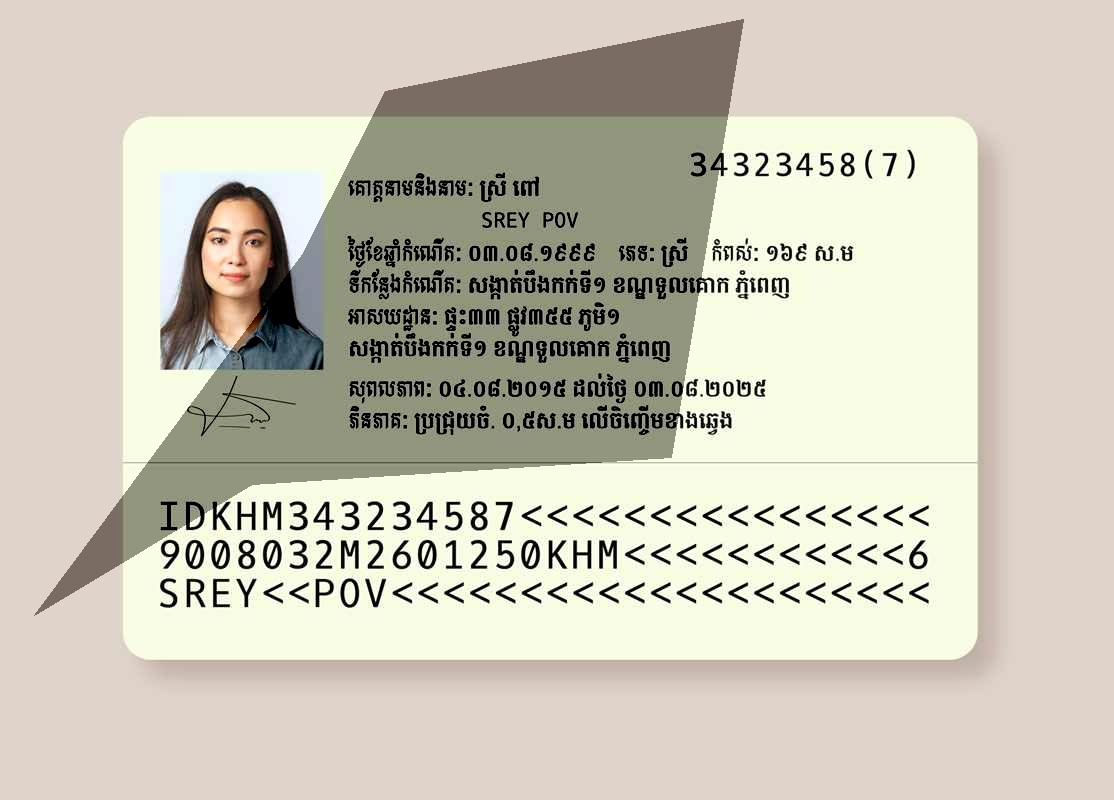 34323458(7)
គោត្តនាមនិងនាម: ស្រី ពៅ
SREY POV
ថ្ងៃខែឆ្នាំកំណើត: ០៣.០៨.១៩៩៩ ភេទ: ស្រី កំពស់: ១៦៩ ស.ម
ទីកន្លែងកំណើត: សង្កាត់បឹងកក់ទី១ ខណ្ឌទួលគោក ភ្នំពេញ
អាសយដ្ឋាន: ផ្ទះ៣៣ ផ្លូវ៣៥៥ ភូមិ១
សង្កាត់បឹងកក់ទី១ ខណ្ឌទួលគោក ភ្នំពេញ
សុពលភាព: ០៤.០៨.២០១៥ ដល់ថ្ងៃ ០៣.០៨.២០២៥
ភិនភាគ: ប្រជ្រុយចំ. ០,៥ស.ម លើចិញ្ចើមខាងឆ្វេង
IDKHM343234587<<<<<<<<<<<<<<<<
9008032M2601250KHM<<<<<<<<<<<6
SREY<<POV<<<<<<<<<<<<<<<<<<<<<